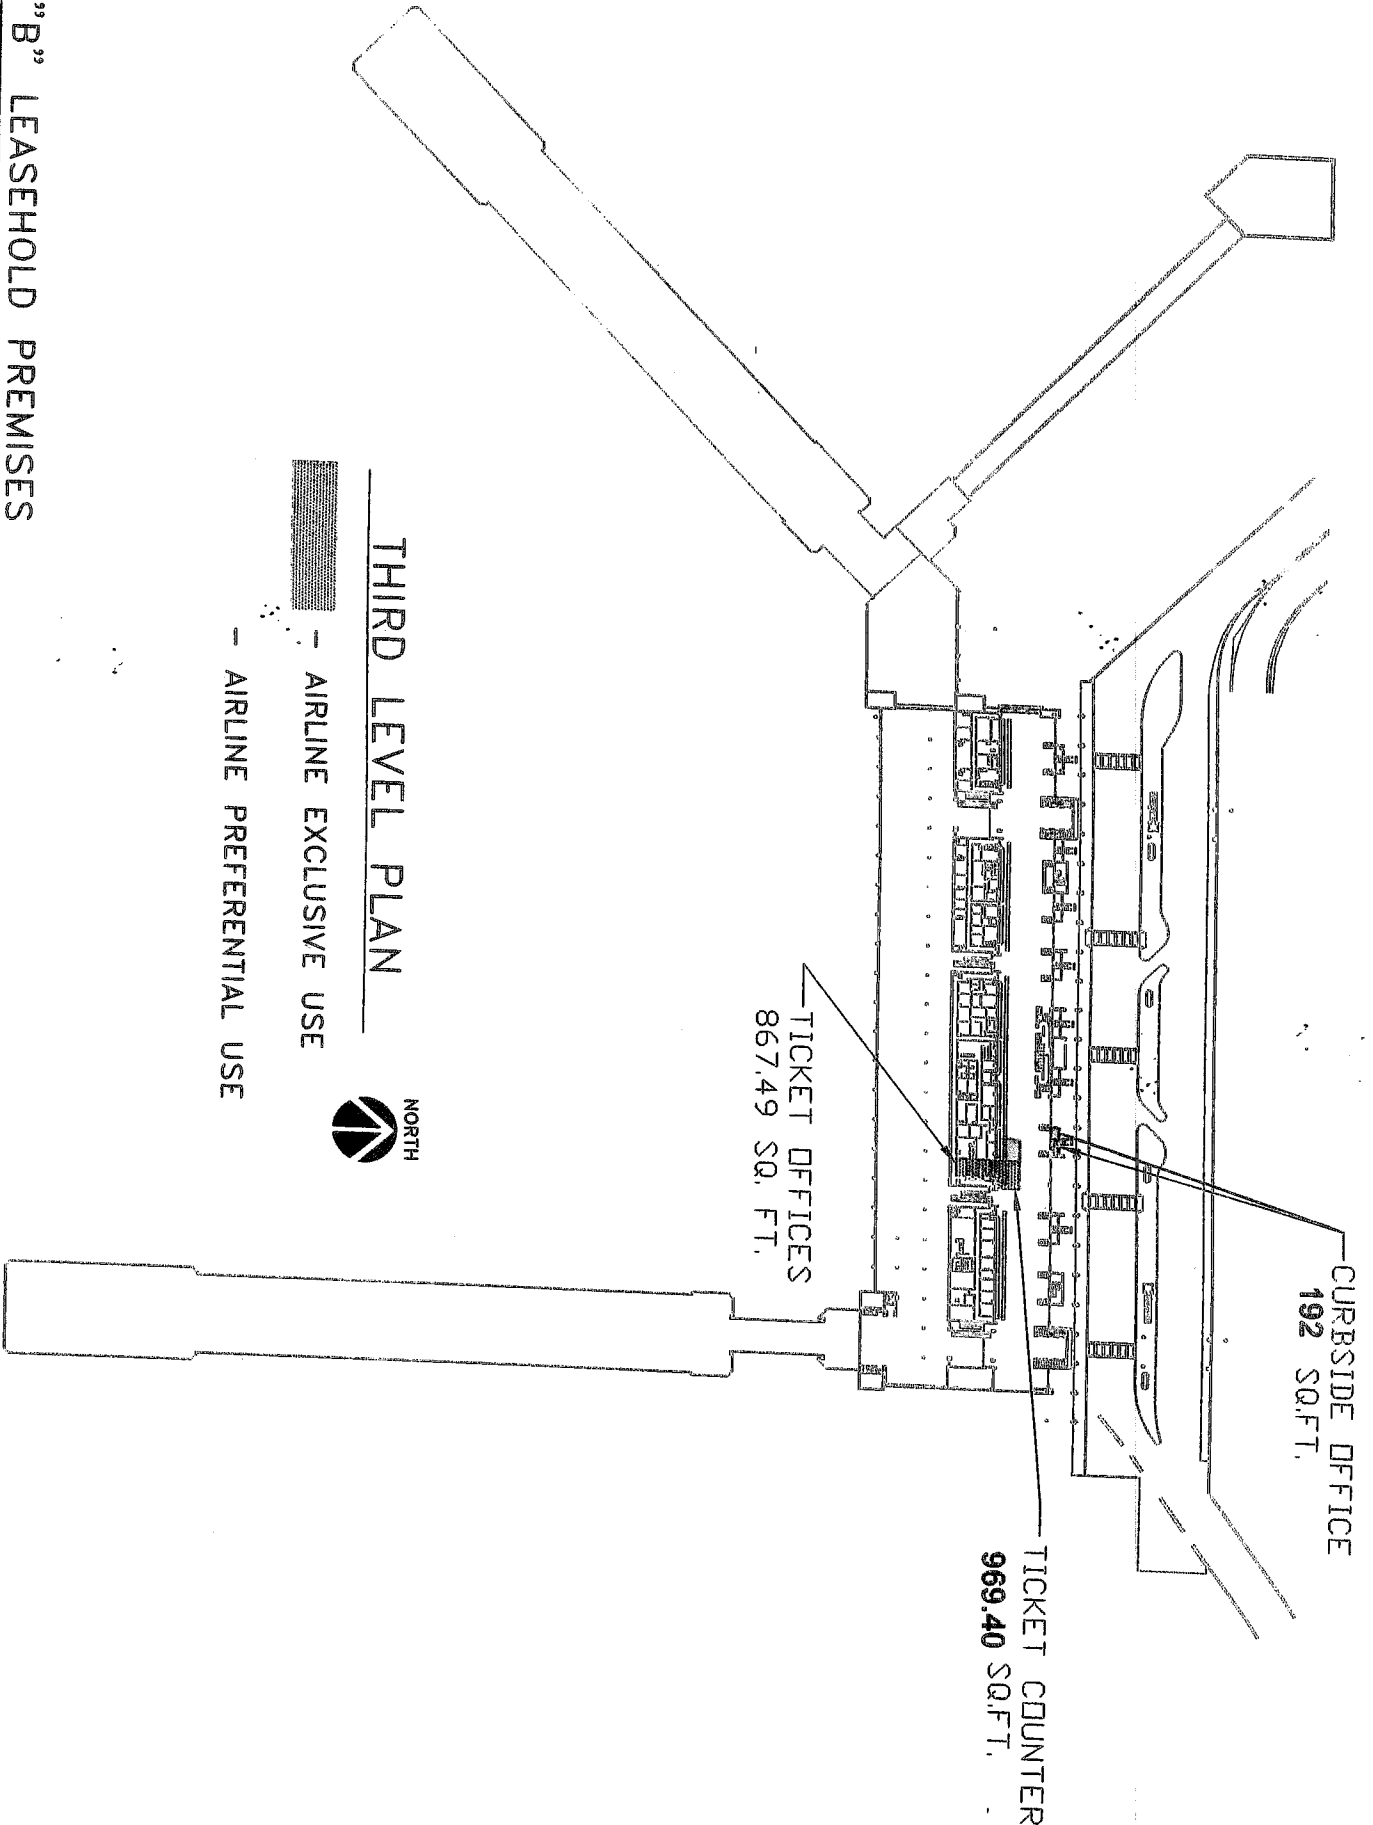 CURBSIDE OFFICE
192 SQ.FT.
TICKET COUNTER
969.40 SQ.FT.
TICKET OFFICES
867.49 SQ. FT.
NORTH
THIRD LEVEL PLAN
- AIRLINE EXCLUSIVE USE
- AIRLINE PREFERENTIAL USE
"B" LEASEHOLD PREMISES